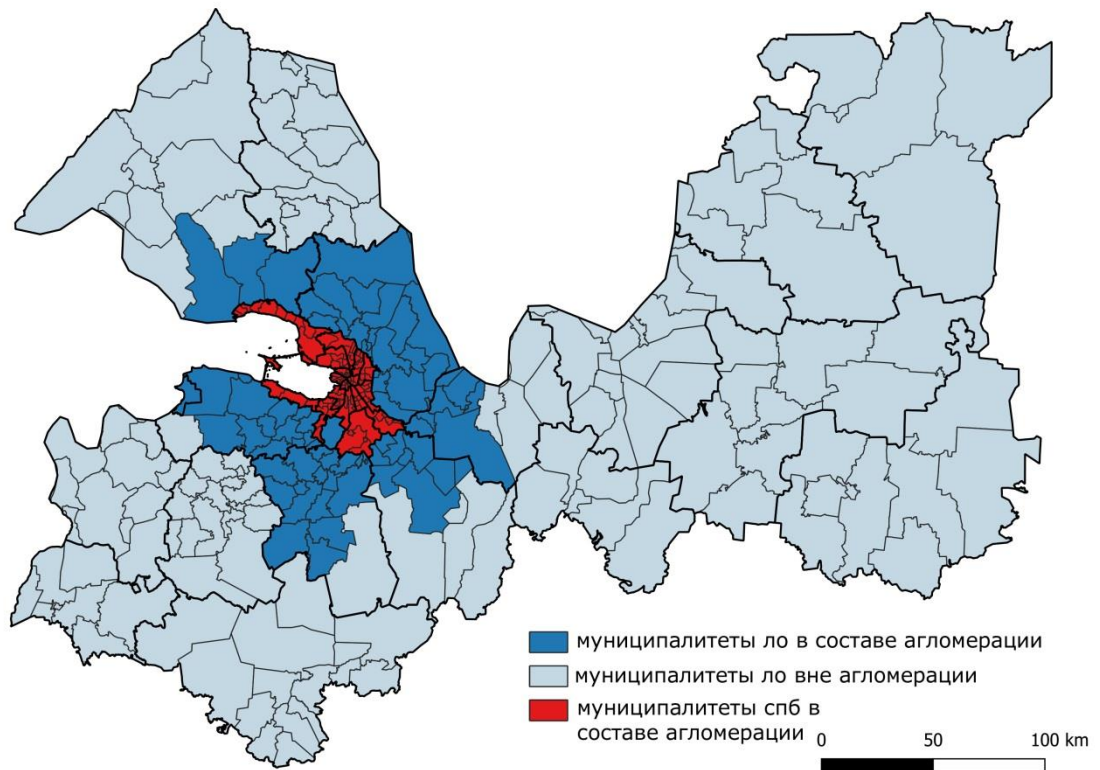 муниципалитеты ло в составе агломерации
муниципалитеты ло вне агломерации
муниципалитеты спб в
составе агломерации
0 50 100 km